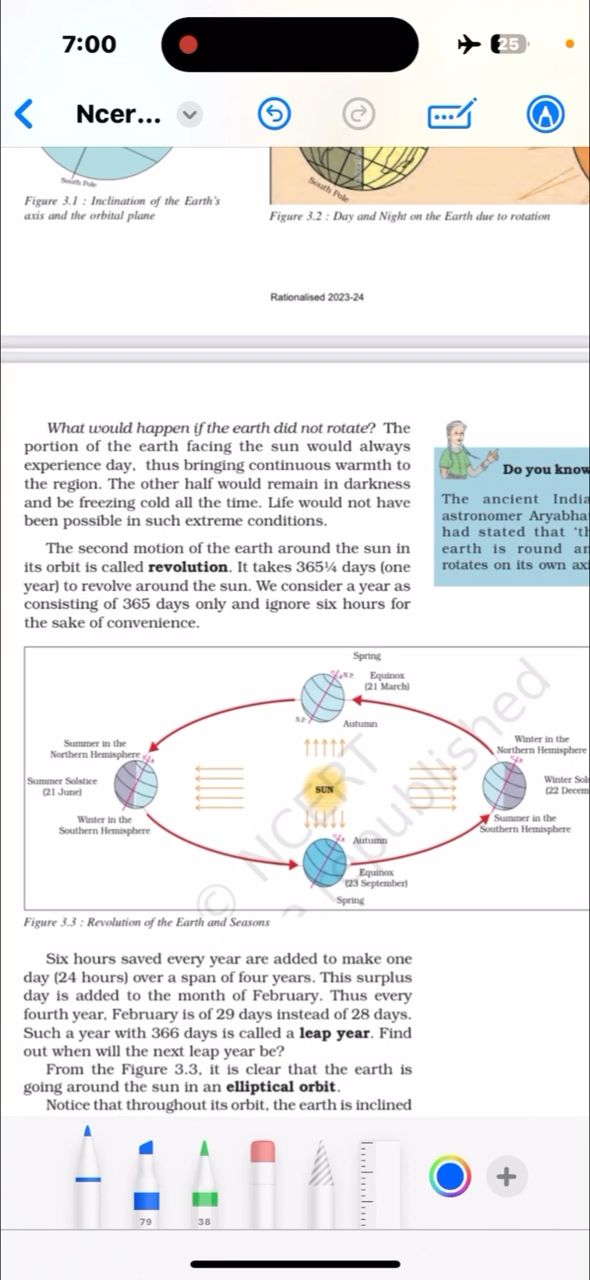 7:00
25
Ncer...
South Pole
South Pole
Figure 3.1 : Inclination of the Earth's
axis and the orbital plane
Figure 3.2 : Day and Night on the Earth due to rotation
Rationalised 2023-24
What would happen if the earth did not rotate? The
portion of the earth facing the sun would always
experience day, thus bringing continuous warmth to
the region. The other half would remain in darkness
and be freezing cold all the time. Life would not have
been possible in such extreme conditions.
The second motion of the earth around the sun in
its orbit is called revolution. It takes 365¼ days (one
year) to revolve around the sun. We consider a year as
consisting of 365 days only and ignore six hours for
the sake of convenience.
Do you know
The ancient India
astronomer Aryabha
had stated that 'th
earth is round an
rotates on its own ax
Spring
N.P.
Equinox
(21 March)
S.P.
Autumn
Summer in the
Northern Hemisphere
Summer Solstice
(21 June)
Winter in the
Southern Hemisphere
SUN
Winter in the
Northern Hemisphere
Winter Sol
(22 Decem
Summer in the
Southern Hemisphere
Autumn
Equinox
(23 September)
Spring
© NCERT
republished
Figure 3.3 : Revolution of the Earth and Seasons
Six hours saved every year are added to make one
day (24 hours) over a span of four years. This surplus
day is added to the month of February. Thus every
fourth year, February is of 29 days instead of 28 days.
Such a year with 366 days is called a leap year. Find
out when will the next leap year be?
From the Figure 3.3, it is clear that the earth is
going around the sun in an elliptical orbit.
Notice that throughout its orbit, the earth is inclined
79
38